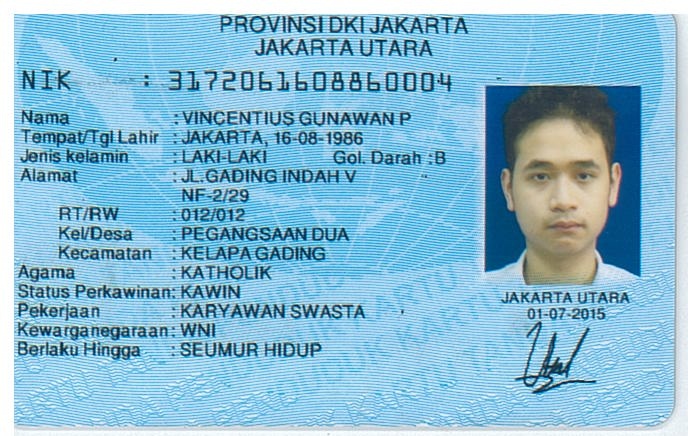 PROVINSI DKI JAKARTA
JAKARTA UTARA
NIK : 3172061608860004
Nama : VINCENTIUS GUNAWAN P
Tempat/Tgl Lahir : JAKARTA, 16-08-1986
Jenis kelamin : LAKI-LAKI Gol. Darah : B
Alamat : JL.GADING INDAH V
NF-2/29
RT/RW : 012/012
Kel/Desa : PEGANGSAAN DUA
Kecamatan : KELAPA GADING
Agama : KATHOLIK
Status Perkawinan: KAWIN
Pekerjaan : KARYAWAN SWASTA
Kewarganegaraan: WNI
Berlaku Hingga : SEUMUR HIDUP
JAKARTA UTARA
01-07-2015